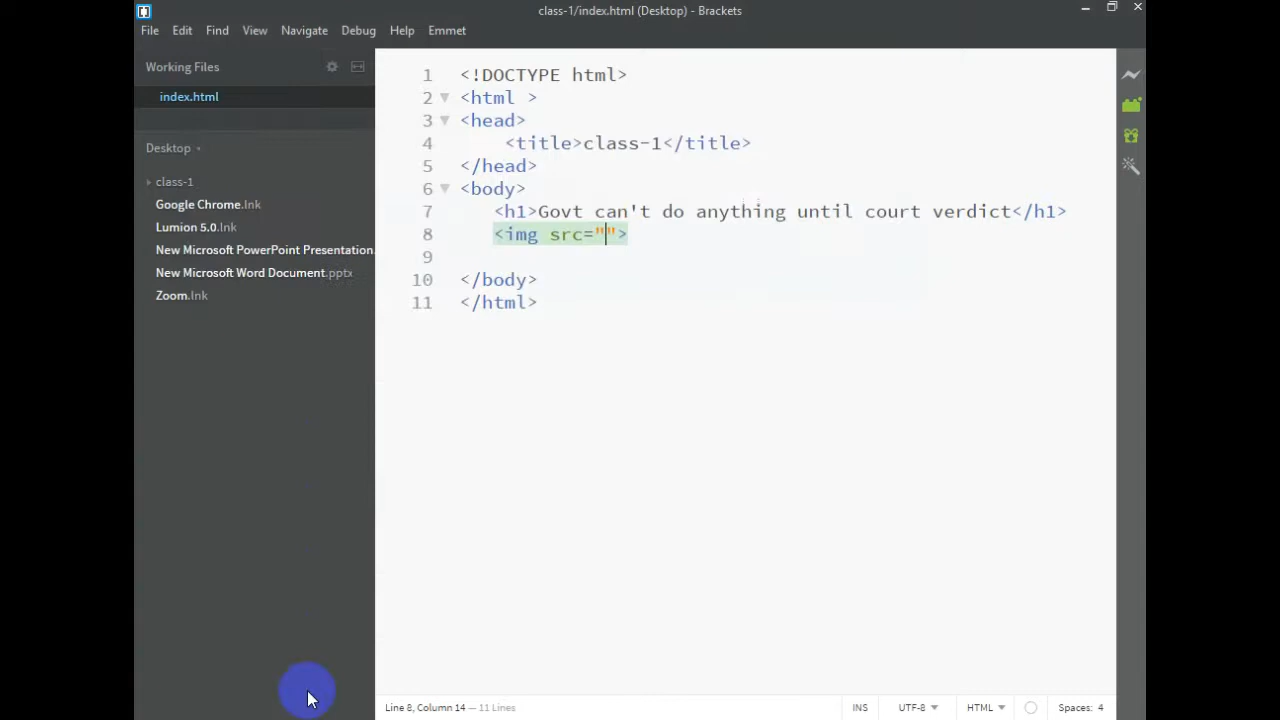 class-1/index.html (Desktop) - Brackets
File Edit Find View Navigate Debug Help Emmet
Working Files
index.html
Desktop
class-1
Google Chrome.lnk
Lumion 5.0.lnk
New Microsoft PowerPoint Presentation.
New Microsoft Word Document.pptx
Zoom.lnk
1 <!DOCTYPE html>
2 <html >
3 <head>
4 <title>class-1</title>
5 </head>
6 <body>
7 <h1>Govt can't do anything until court verdict</h1>
8 <img src="">
9
10 </body>
11 </html>
Line 8, Column 14 — 11 Lines
INS UTF-8 HTML Spaces: 4